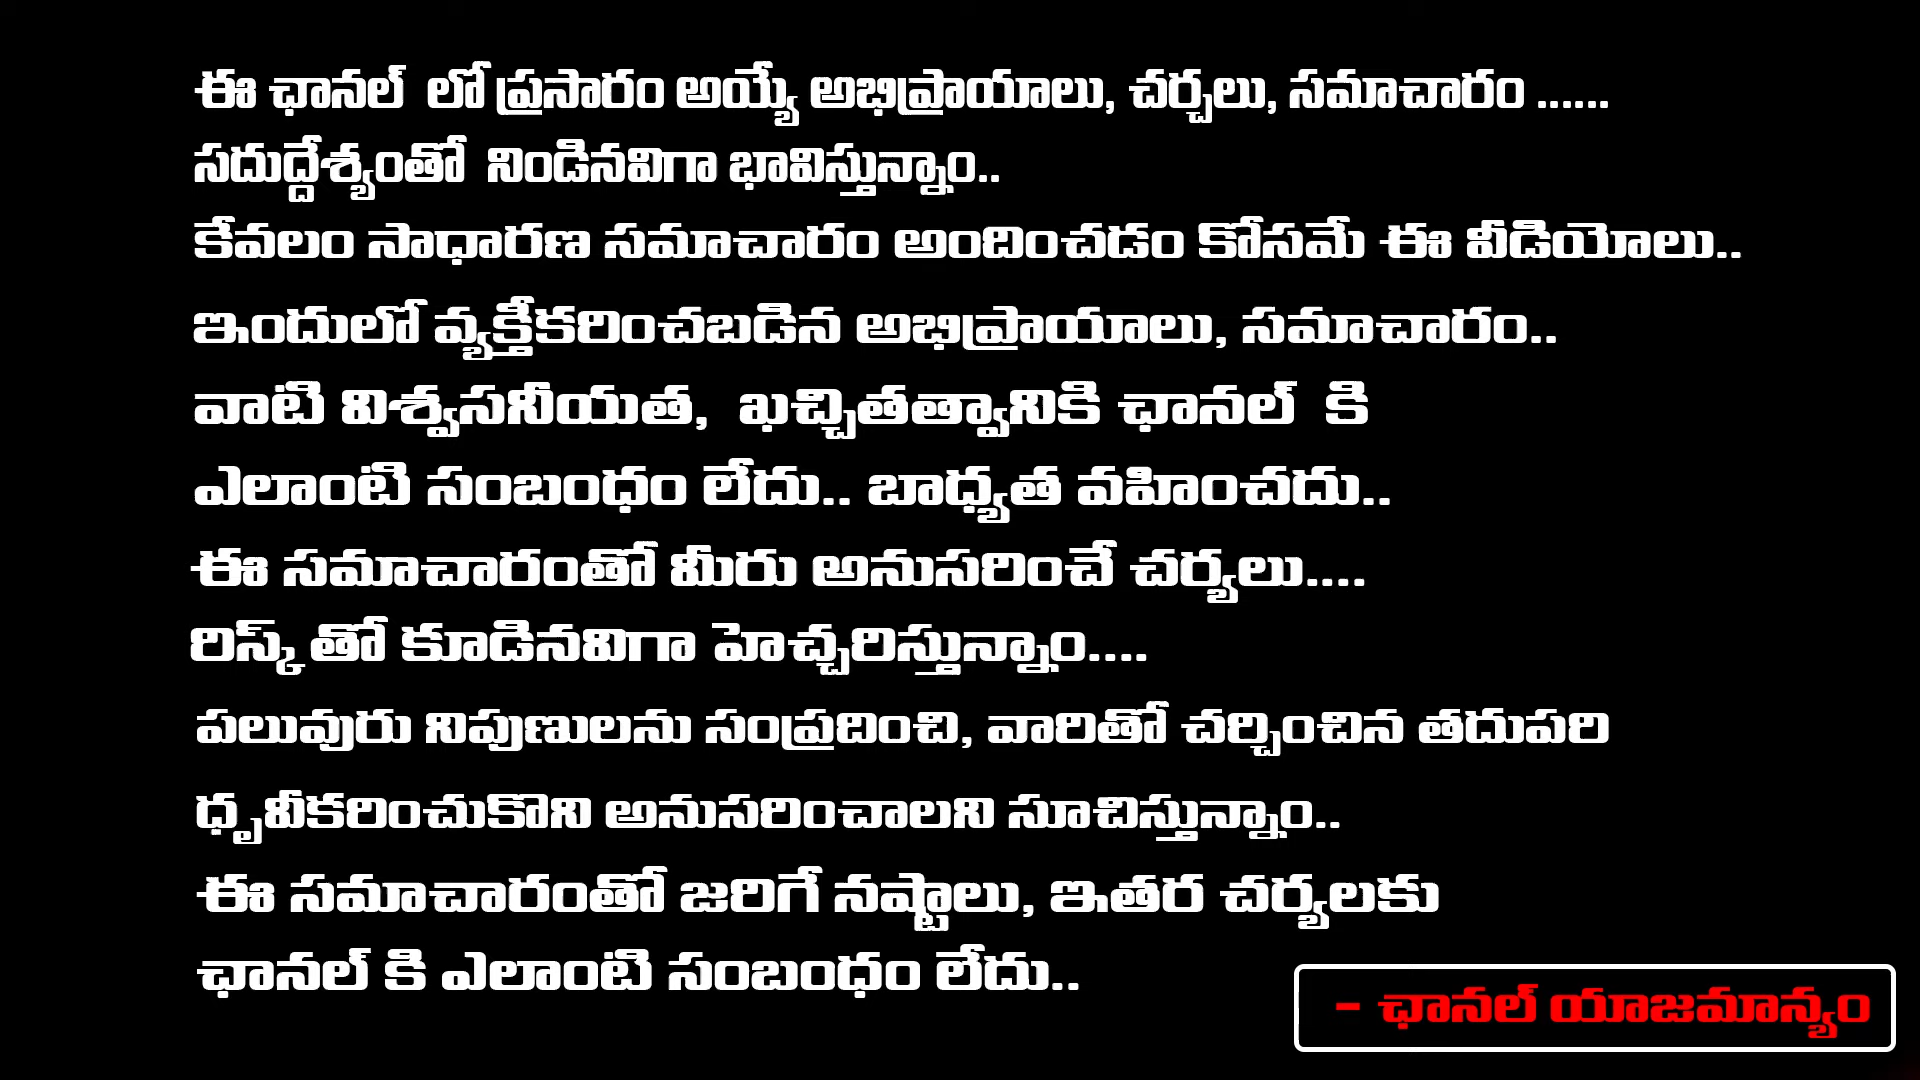 ఈ ఛానల్ లో ప్రసారం అయ్యే అభిప్రాయాలు, చర్చలు, సమాచారం ......
సదుద్దేశ్యంతో నిండినవిగా భావిస్తున్నాం..
కేవలం సాధారణ సమాచారం అందించడం కోసమే ఈ వీడియోలు..
ఇందులో వ్యక్తీకరించబడిన అభిప్రాయాలు, సమాచారం..
వాటి విశ్వసనీయత, ఖచ్చితత్వానికి ఛానల్ కి
ఎలాంటి సంబంధం లేదు.. బాధ్యత వహించదు..
ఈ సమాచారంతో మీరు అనుసరించే చర్యలు....
రిస్క్ తో కూడినవిగా హెచ్చరిస్తున్నాం....
పలువురు నిపుణులను సంప్రదించి, వారితో చర్చించిన తదుపరి
ధృవీకరించుకొని అనుసరించాలని సూచిస్తున్నాం..
ఈ సమాచారంతో జరిగే నష్టాలు, ఇతర చర్యలకు
ఛానల్ కి ఎలాంటి సంబంధం లేదు..
- ఛానల్ యాజమాన్యం